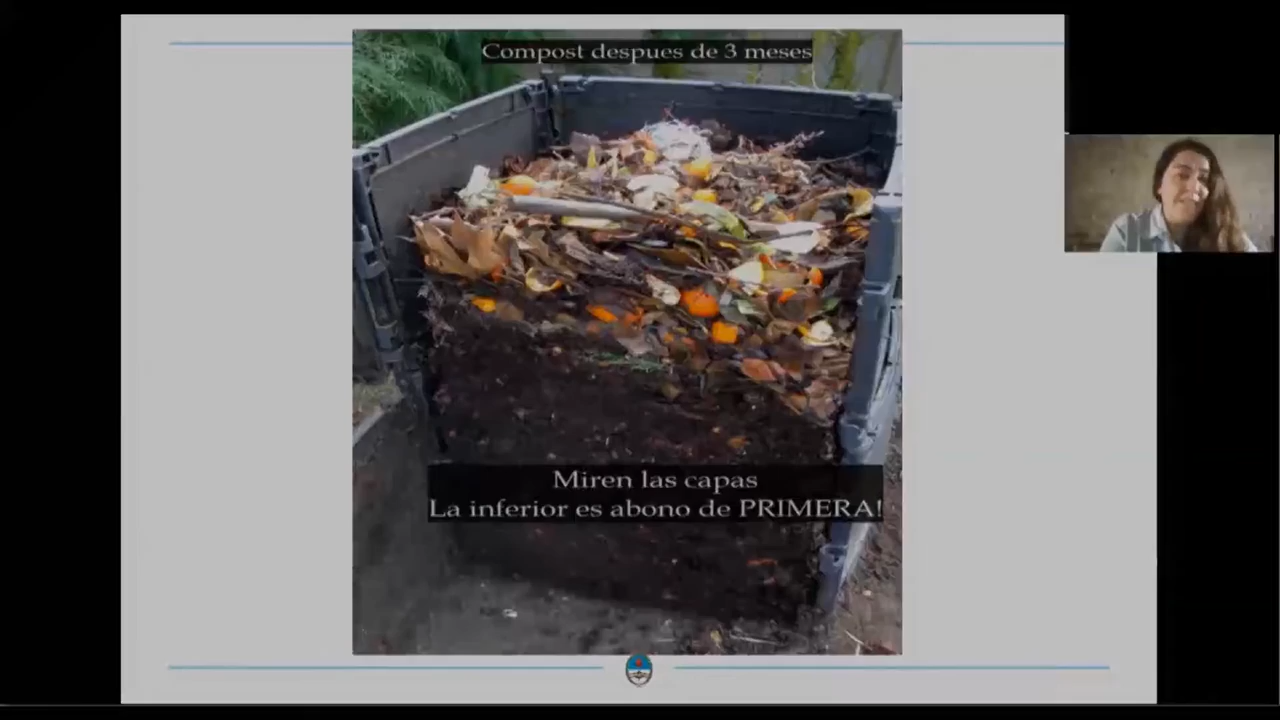 Compost despues de 3 meses
Miren las capas
La inferior es abono de PRIMERA!